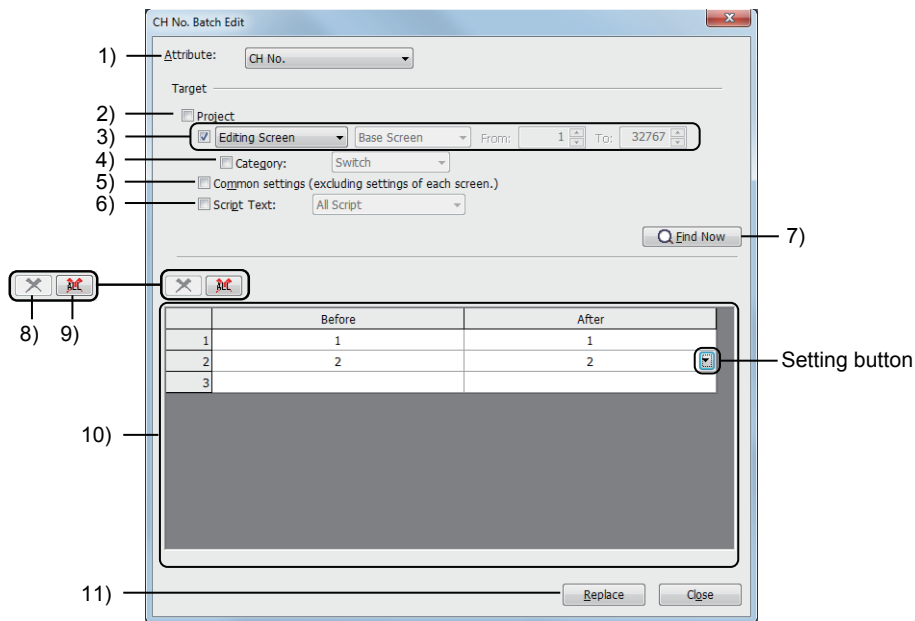 CH No. Batch Edit
1) Attribute: CH No.
Target
2) Project
3) Editing Screen Base Screen From: 1 To: 32767
4) Category: Switch
5) Common settings (excluding settings of each screen.)
6) Script Text: All Script
Find Now 7)
ALL ALL
8) 9)
Before After
1 1 1
2 2 2 Setting button
3
10)
11) Replace Close